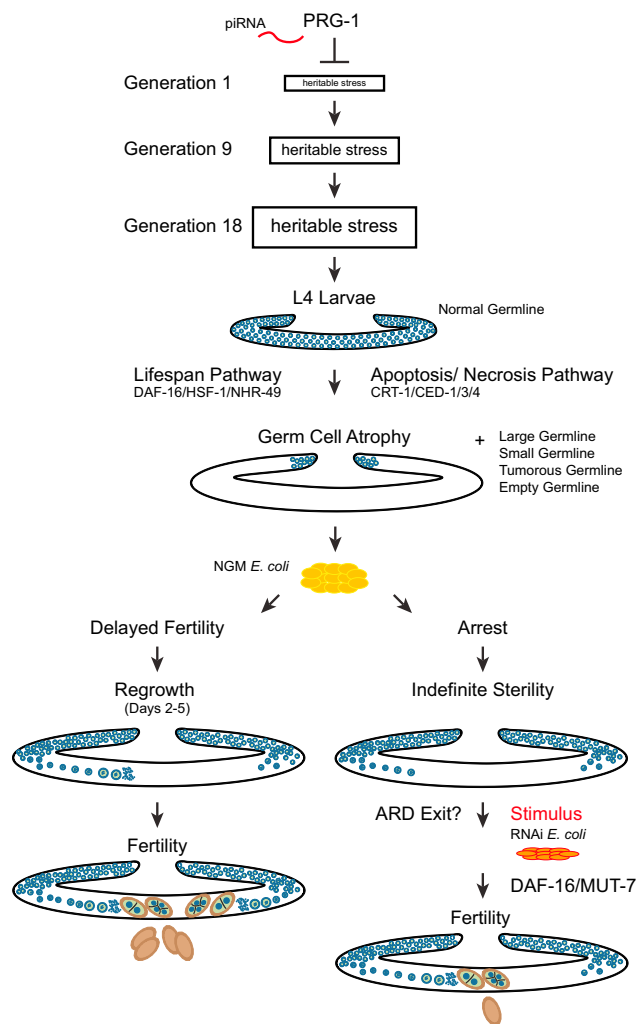 piRNA
PRG-1
Generation 1
heritable stress
Generation 9
heritable stress
Generation 18
heritable stress
L4 Larvae
Normal Germline
Lifespan Pathway
DAF-16/HSF-1/NHR-49
Apoptosis/ Necrosis Pathway
CRT-1/CED-1/3/4
Germ Cell Atrophy
+
Large Germline
Small Germline
Tumorous Germline
Empty Germline
NGM E. coli
Delayed Fertility
Arrest
Regrowth
(Days 2-5)
Indefinite Sterility
ARD Exit?
Stimulus
RNAi E. coli
Fertility
DAF-16/MUT-7
Fertility